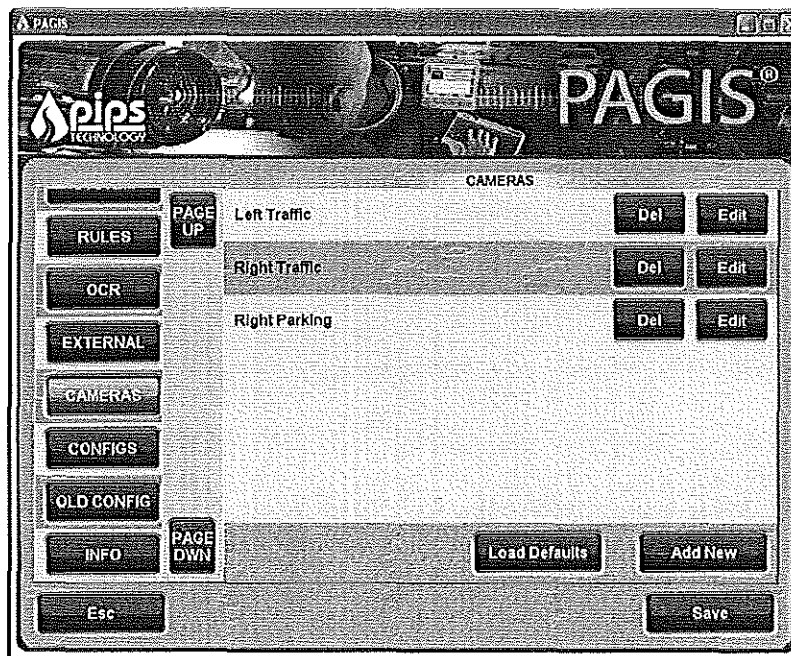 PAGIS
pips
TECHNOLOGY
PAGIS®
CAMERAS
RULES
OCR
EXTERNAL
CAMERAS
CONFIGS
OLD CONFIG
INFO
PAGE
UP
PAGE
DWN
Left Traffic
Del
Edit
Right Traffic
Del
Edit
Right Parking
Del
Edit
Load Defaults
Add New
Esc
Save